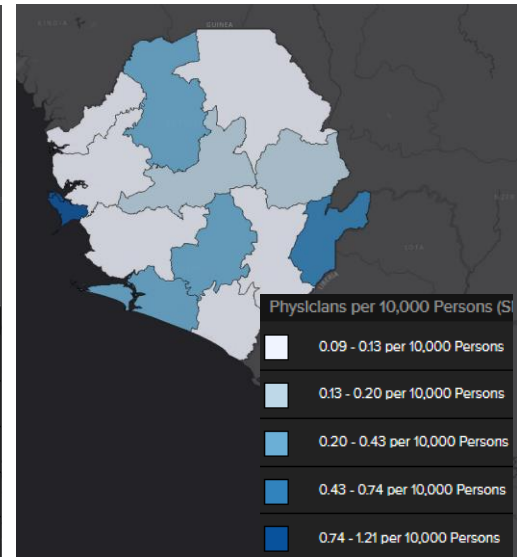 GUINEA
LIBERIA
Physicians per 10,000 Persons (SI
0.09 - 0.13 per 10,000 Persons
0.13 - 0.20 per 10,000 Persons
0.20 - 0.43 per 10,000 Persons
0.43 - 0.74 per 10,000 Persons
0.74 - 1.21 per 10,000 Persons